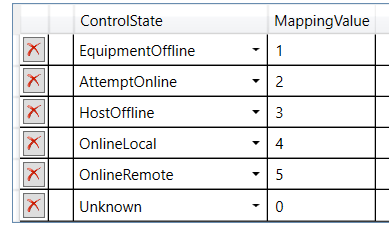 ControlState MappingValue
EquipmentOffline 1
AttemptOnline 2
HostOffline 3
OnlineLocal 4
OnlineRemote 5
Unknown 0